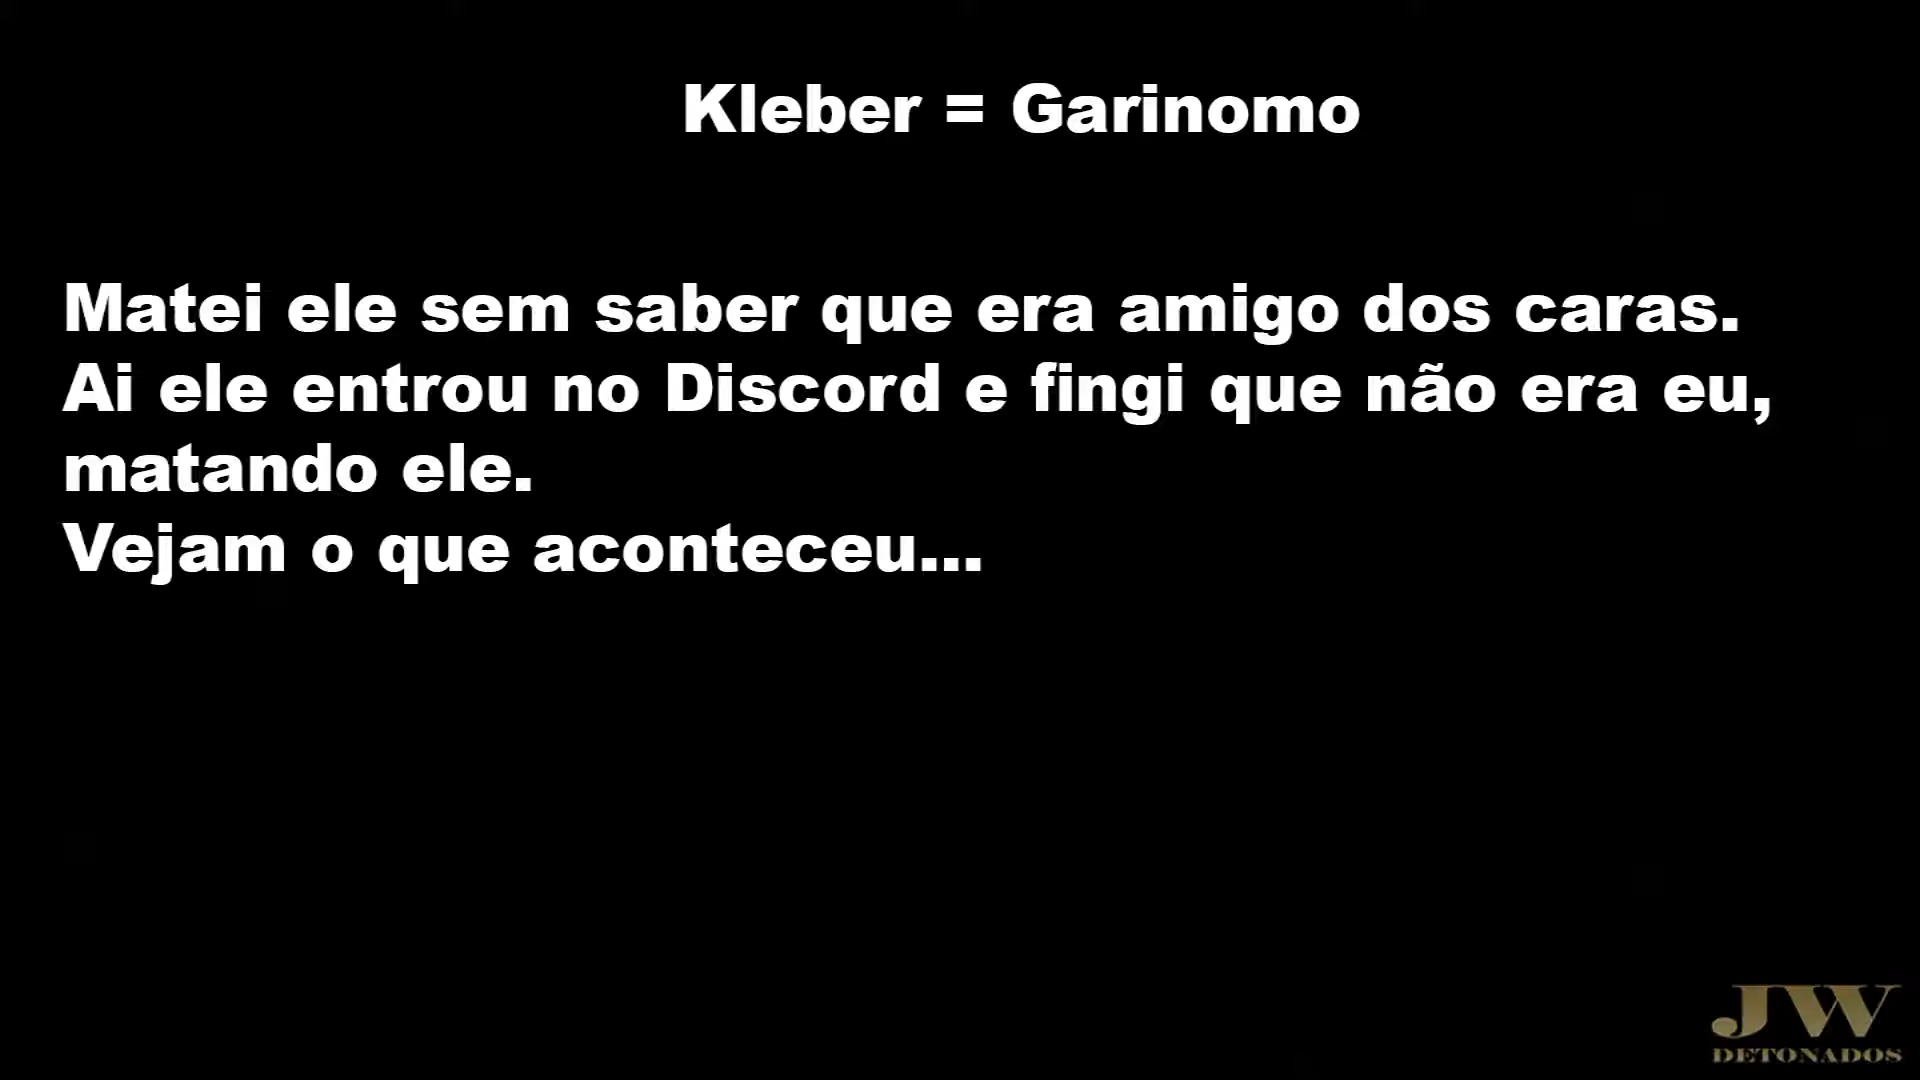 Kleber = Garinomo
Matei ele sem saber que era amigo dos caras.
Ai ele entrou no Discord e fingi que não era eu,
matando ele.
Vejam o que aconteceu...
JW
DETONADOS